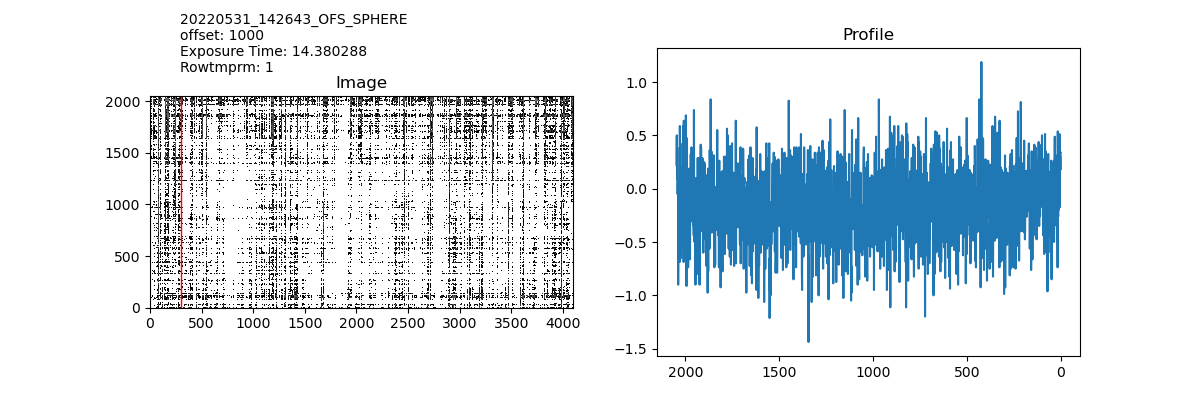 20220531_142643_OFS_SPHERE
offset: 1000
Exposure Time: 14.380288
Rowtmprm: 1
Image
2000
1500
1000
500
0
0 500 1000 1500 2000 2500 3000 3500 4000
Profile
1.0
0.5
0.0
−0.5
−1.0
−1.5
2000 1500 1000 500 0